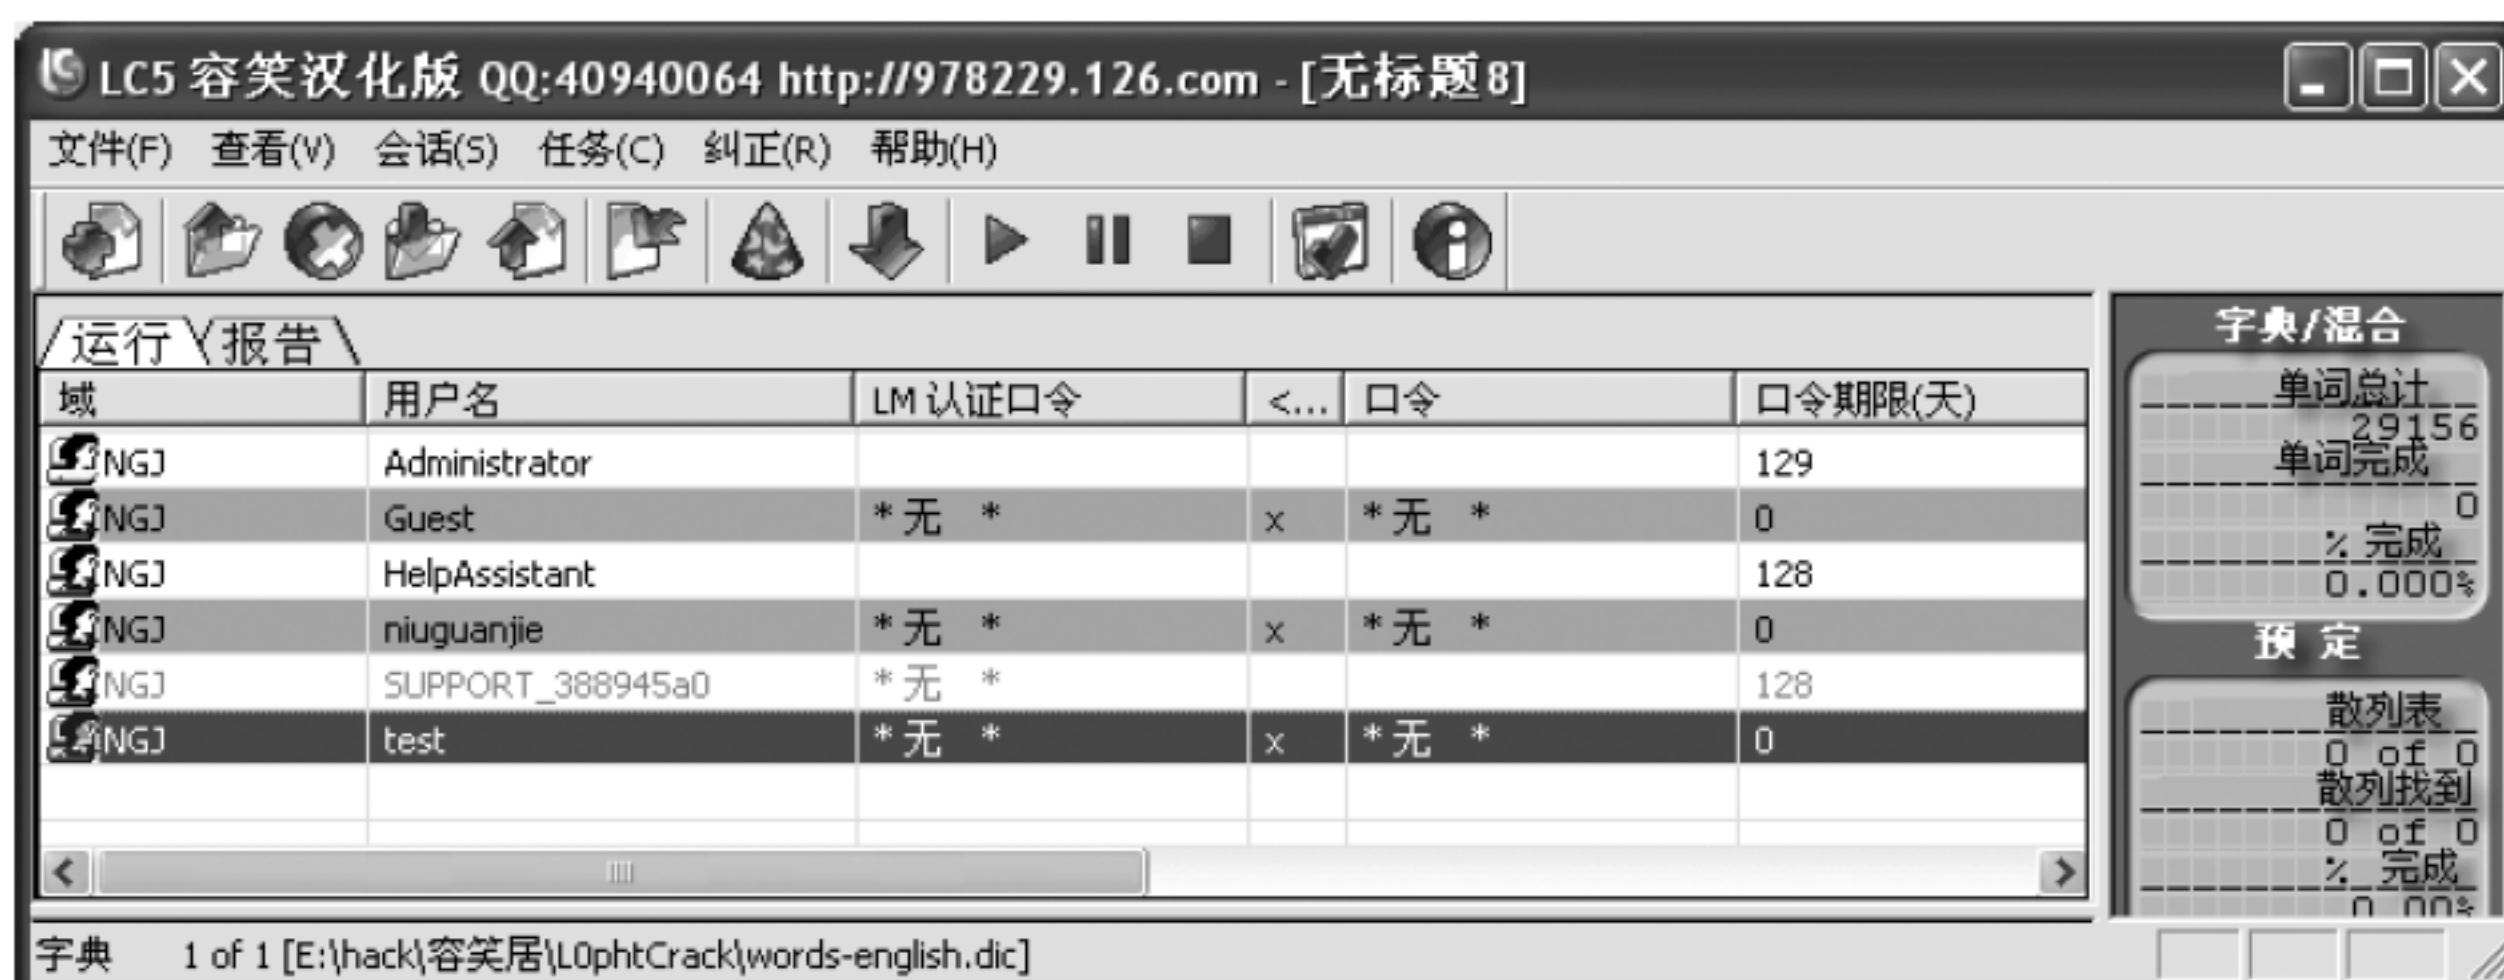 LC5 容笑汉化版 QQ:40940064 http://978229.126.com - [无标题8]
文件(F) 查看(V) 会话(S) 任务(C) 纠正(R) 帮助(H)
运行 报告
域 用户名 LM 认证口令 <... 口令 口令期限(天)
NGJ Administrator 129
NGJ Guest * 无 * x * 无 * 0
NGJ HelpAssistant 128
NGJ niuguanjie * 无 * x * 无 * 0
NGJ SUPPORT_388945a0 * 无 * 128
NGJ test * 无 * x * 无 * 0
字典/混合
单词总计
29156
单词完成
0
% 完成
0.000%
预 定
散列表
0 of 0
散列找到
0 of 0
% 完成
0.00%
字典 1 of 1 [E:\hack\容笑居\L0phtCrack\words-english.dic]